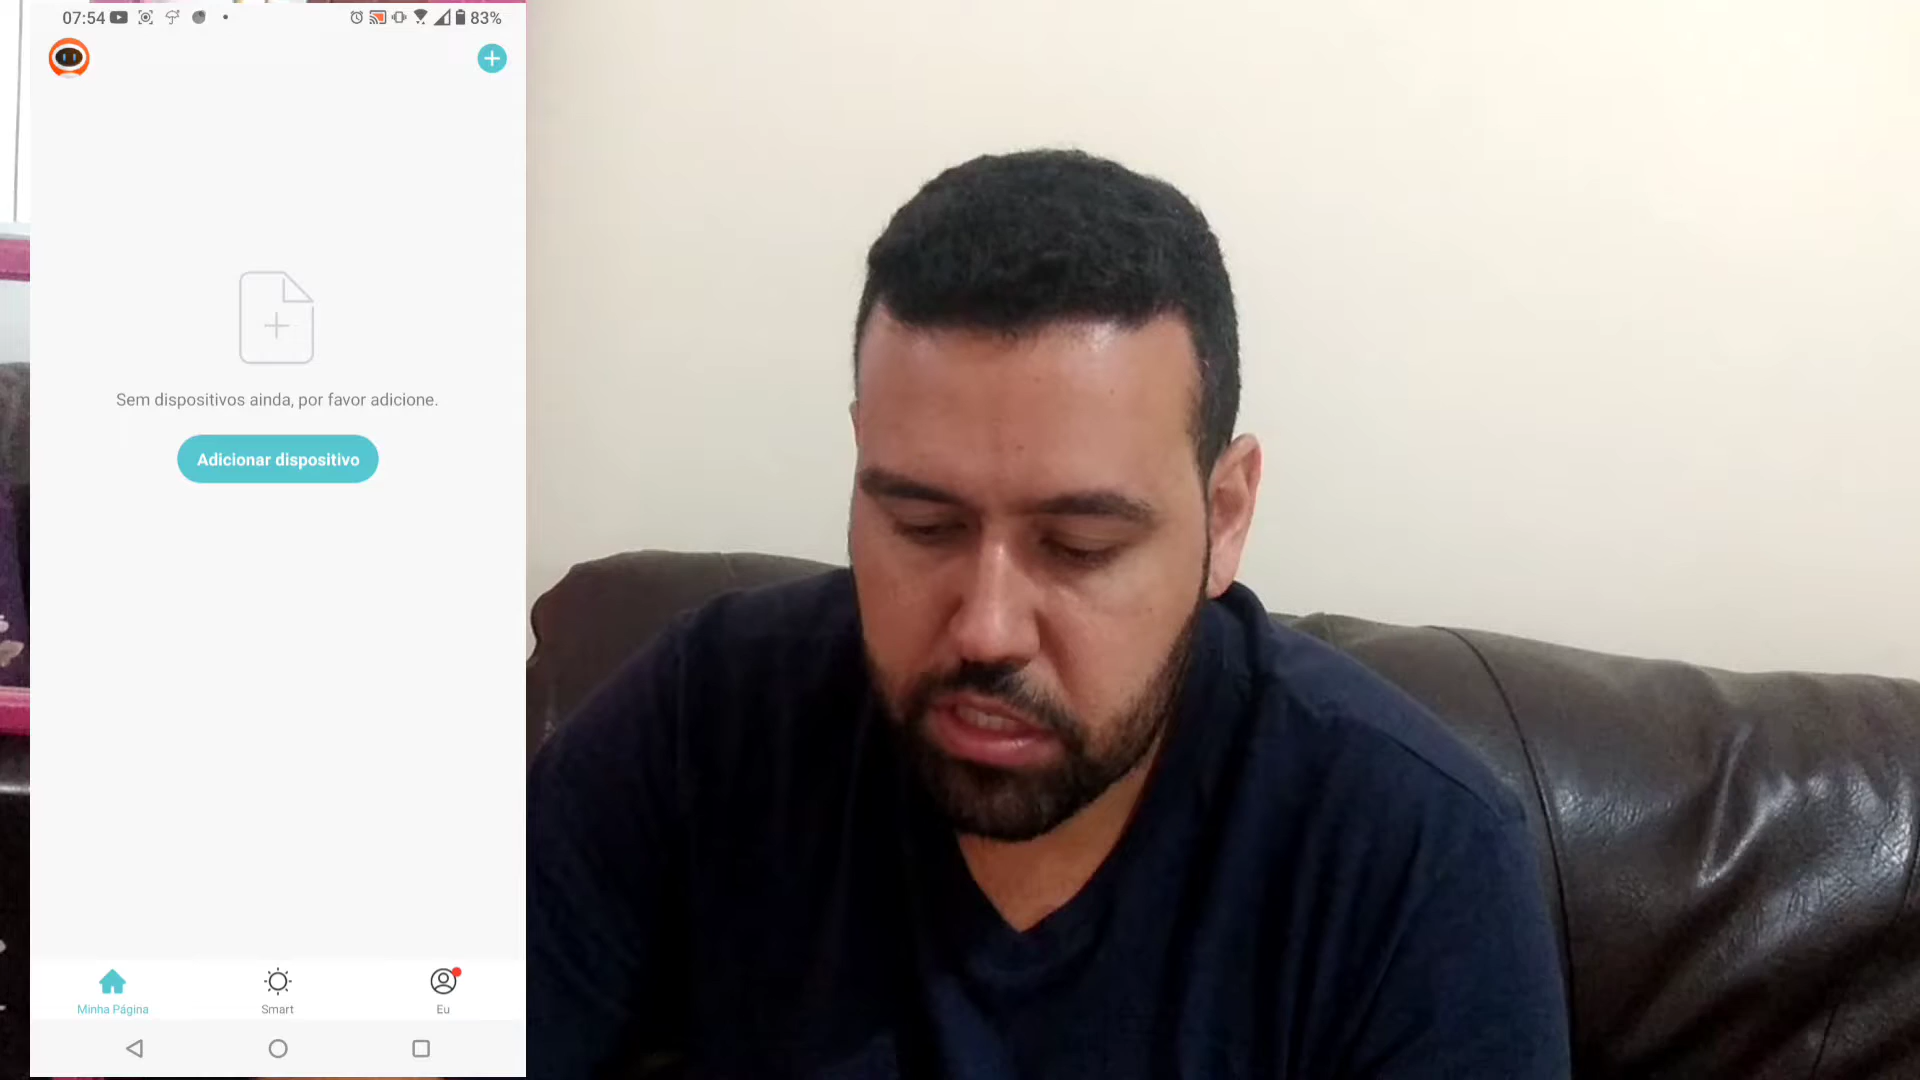 07:54
83%
Sem dispositivos ainda, por favor adicione.
Adicionar dispositivo
Minha Página
Smart
Eu